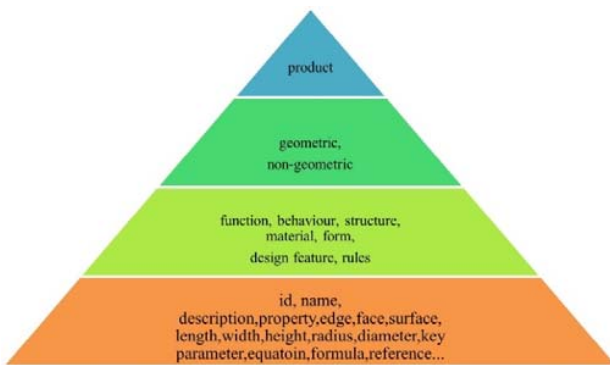 product
geometric,
non-geometric
function, behaviour, structure,
material, form,
design feature, rules
id, name,
description,property,edge,face,surface,
length,width,height,radius,diameter,key
parameter,equatoin,formula,reference...